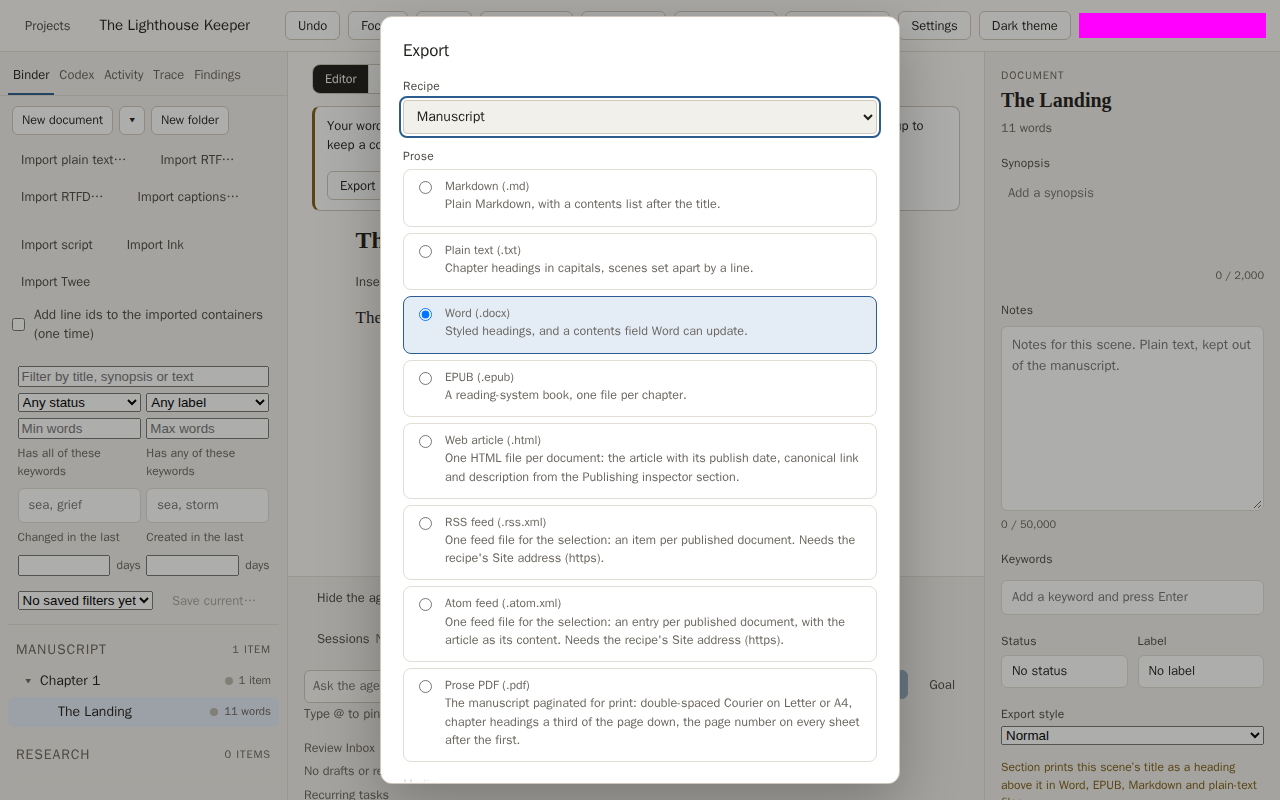 Projects
The Lighthouse Keeper
Undo
Settings
Dark theme
Binder
Codex
Activity
Trace
Findings
New document
▾
New folder
Import plain text···
Import RTF···
Import RTFD···
Import captions···
Import script
Import Ink
Import Twee
Add line ids to the imported containers
(one time)
Filter by title, synopsis or text
Any status
Any label
Min words
Max words
Has all of these
keywords
Has any of these
keywords
sea, grief
sea, storm
Changed in the last
Created in the last
days
days
No saved filters yet
Save current···
MANUSCRIPT
1 ITEM
Chapter 1
1 item
The Landing
11 words
RESEARCH
0 ITEMS
Editor
Your
keep a
Export
Hide the
Sessions
Ask the
Type @ to
Review Inbox
No drafts or
Recurring tasks
Goal
Export
Recipe
Manuscript
Prose
Markdown (.md)
Plain Markdown, with a contents list after the title.
Plain text (.txt)
Chapter headings in capitals, scenes set apart by a line.
Word (.docx)
Styled headings, and a contents field Word can update.
EPUB (.epub)
A reading-system book, one file per chapter.
Web article (.html)
One HTML file per document: the article with its publish date, canonical link
and description from the Publishing inspector section.
RSS feed (.rss.xml)
One feed file for the selection: an item per published document. Needs the
recipe's Site address (https).
Atom feed (.atom.xml)
One feed file for the selection: an entry per published document, with the
article as its content. Needs the recipe's Site address (https).
Prose PDF (.pdf)
The manuscript paginated for print: double-spaced Courier on Letter or A4,
chapter headings a third of the page down, the page number on every sheet
after the first.
DOCUMENT
The Landing
11 words
Synopsis
Add a synopsis
0 / 2,000
Notes
Notes for this scene. Plain text, kept out
of the manuscript.
0 / 50,000
Keywords
Add a keyword and press Enter
Status
Label
No status
No label
Export style
Normal
Section prints this scene's title as a heading
above it in Word, EPUB, Markdown and plain-text